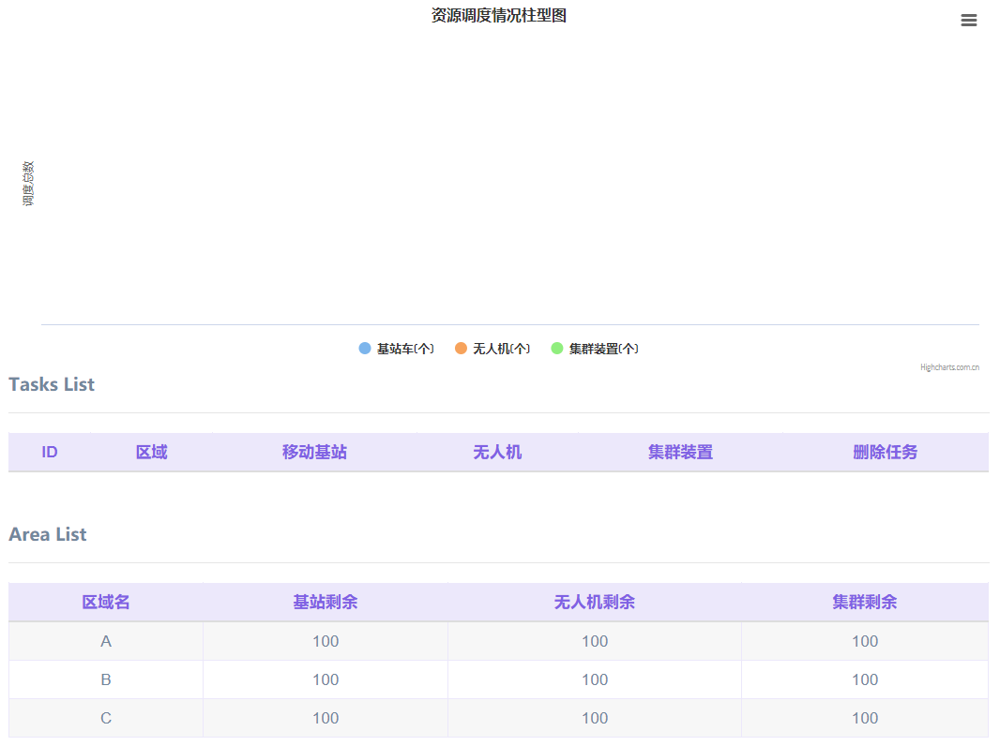 资源调度情况柱型图
调度总数
基站车(个) 无人机(个) 集群装置(个)
Highcharts.com.cn
Tasks List
ID 区域 移动基站 无人机 集群装置 删除任务
Area List
区域名 基站剩余 无人机剩余 集群剩余
A 100 100 100
B 100 100 100
C 100 100 100